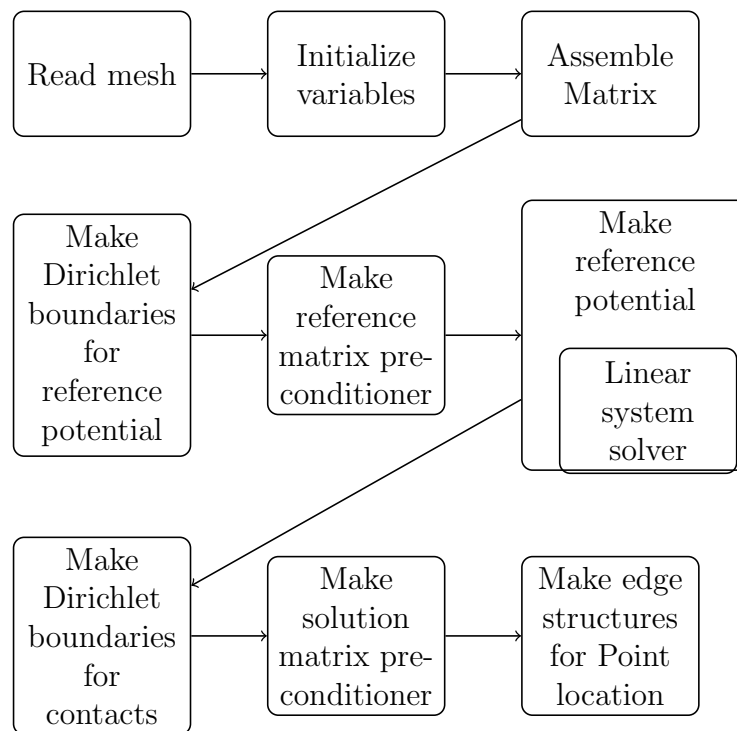 Read mesh
Initialize
variables
Assemble
Matrix
Make
Dirichlet
boundaries
for
reference
potential
Make
reference
matrix pre-
conditioner
Make
reference
potential
Linear
system
solver
Make
Dirichlet
boundaries
for
contacts
Make
solution
matrix pre-
conditioner
Make edge
structures
for Point
location